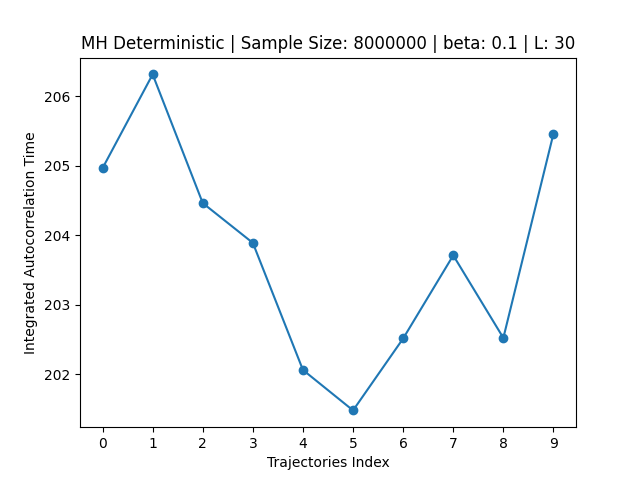 MH Deterministic | Sample Size: 8000000 | beta: 0.1 | L: 30
Integrated Autocorrelation Time
206
205
204
203
202
0 1 2 3 4 5 6 7 8 9
Trajectories Index